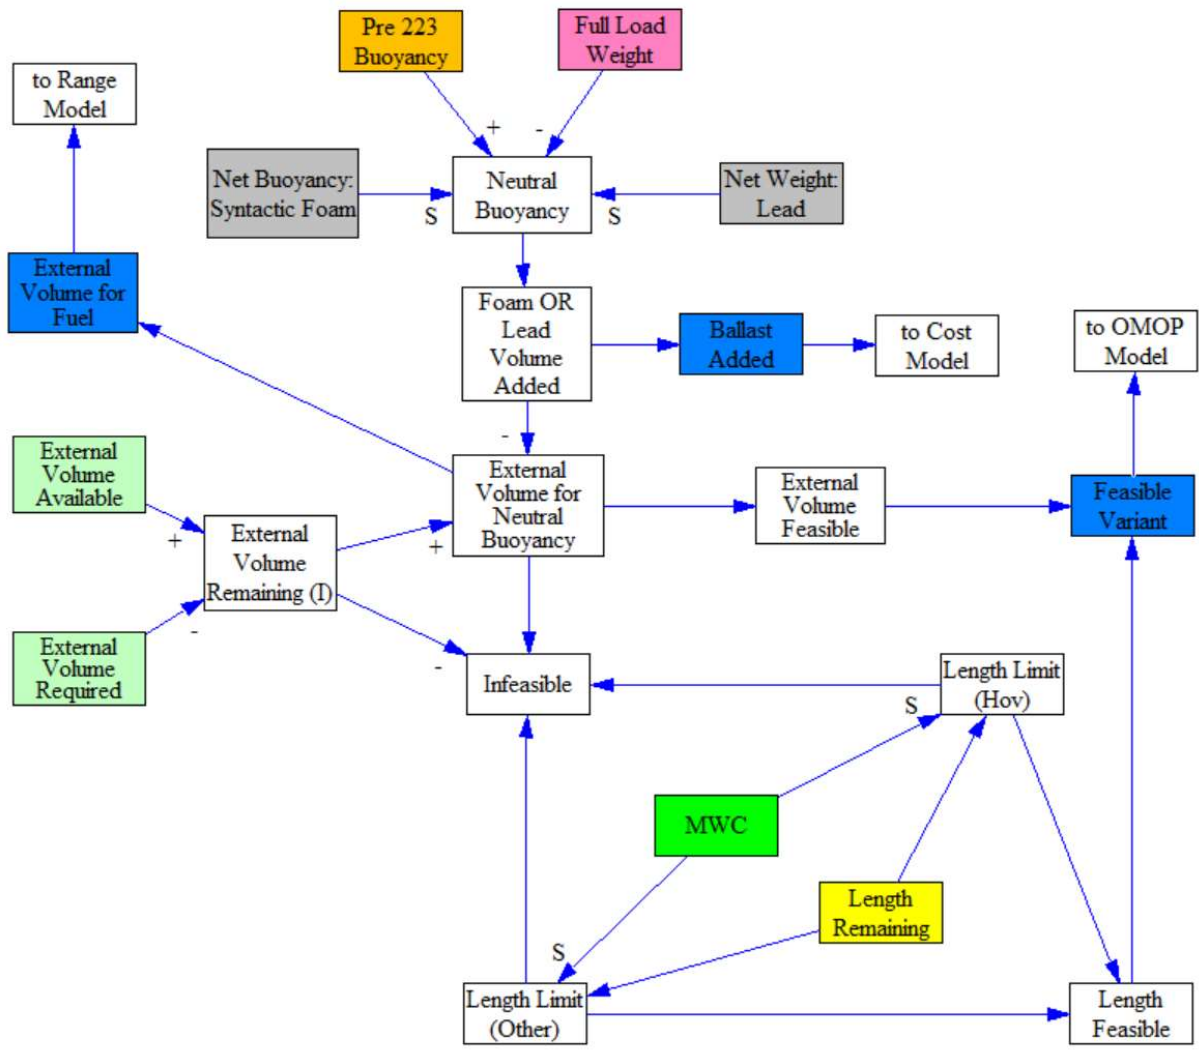 Pre 223
Buoyancy
Full Load
Weight
to Range
Model
+
-
Net Buoyancy:
Syntactic Foam
S
Neutral
Buoyancy
S
Net Weight:
Lead
External
Volume for
Fuel
Foam OR
Lead
Volume
Added
Ballast
Added
to Cost
Model
to OMOP
Model
-
External
Volume
Available
+
External
Volume for
Neutral
Buoyancy
External
Volume
Feasible
Feasible
Variant
External
Volume
Remaining (I)
+
-
External
Volume
Required
-
Infeasible
Length Limit
(Hov)
S
MWC
Length
Remaining
S
Length Limit
(Other)
Length
Feasible